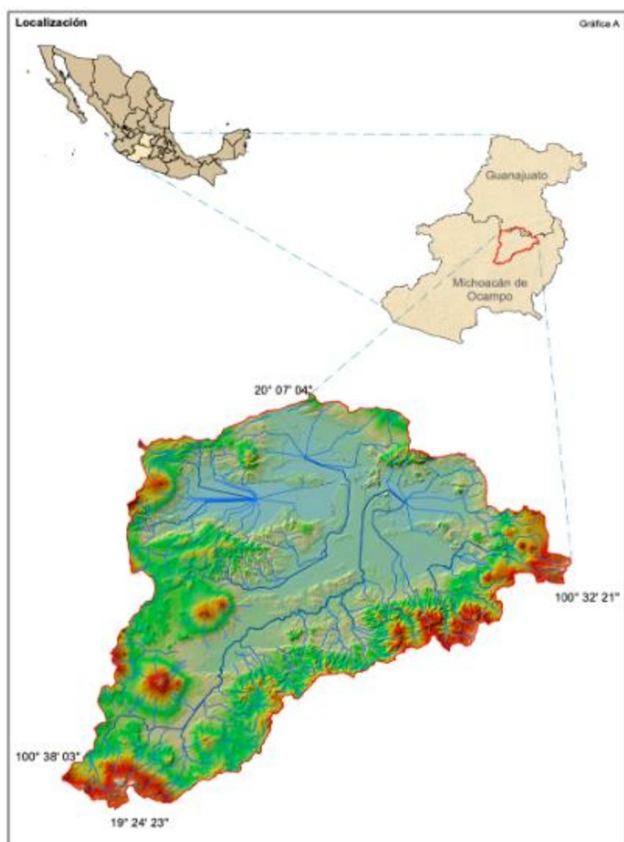 Localización
Gráfica A
Guanajuato
Michoacán de
Ocampo
20° 07' 04"
100° 32' 21"
100° 38' 03"
19° 24' 23"